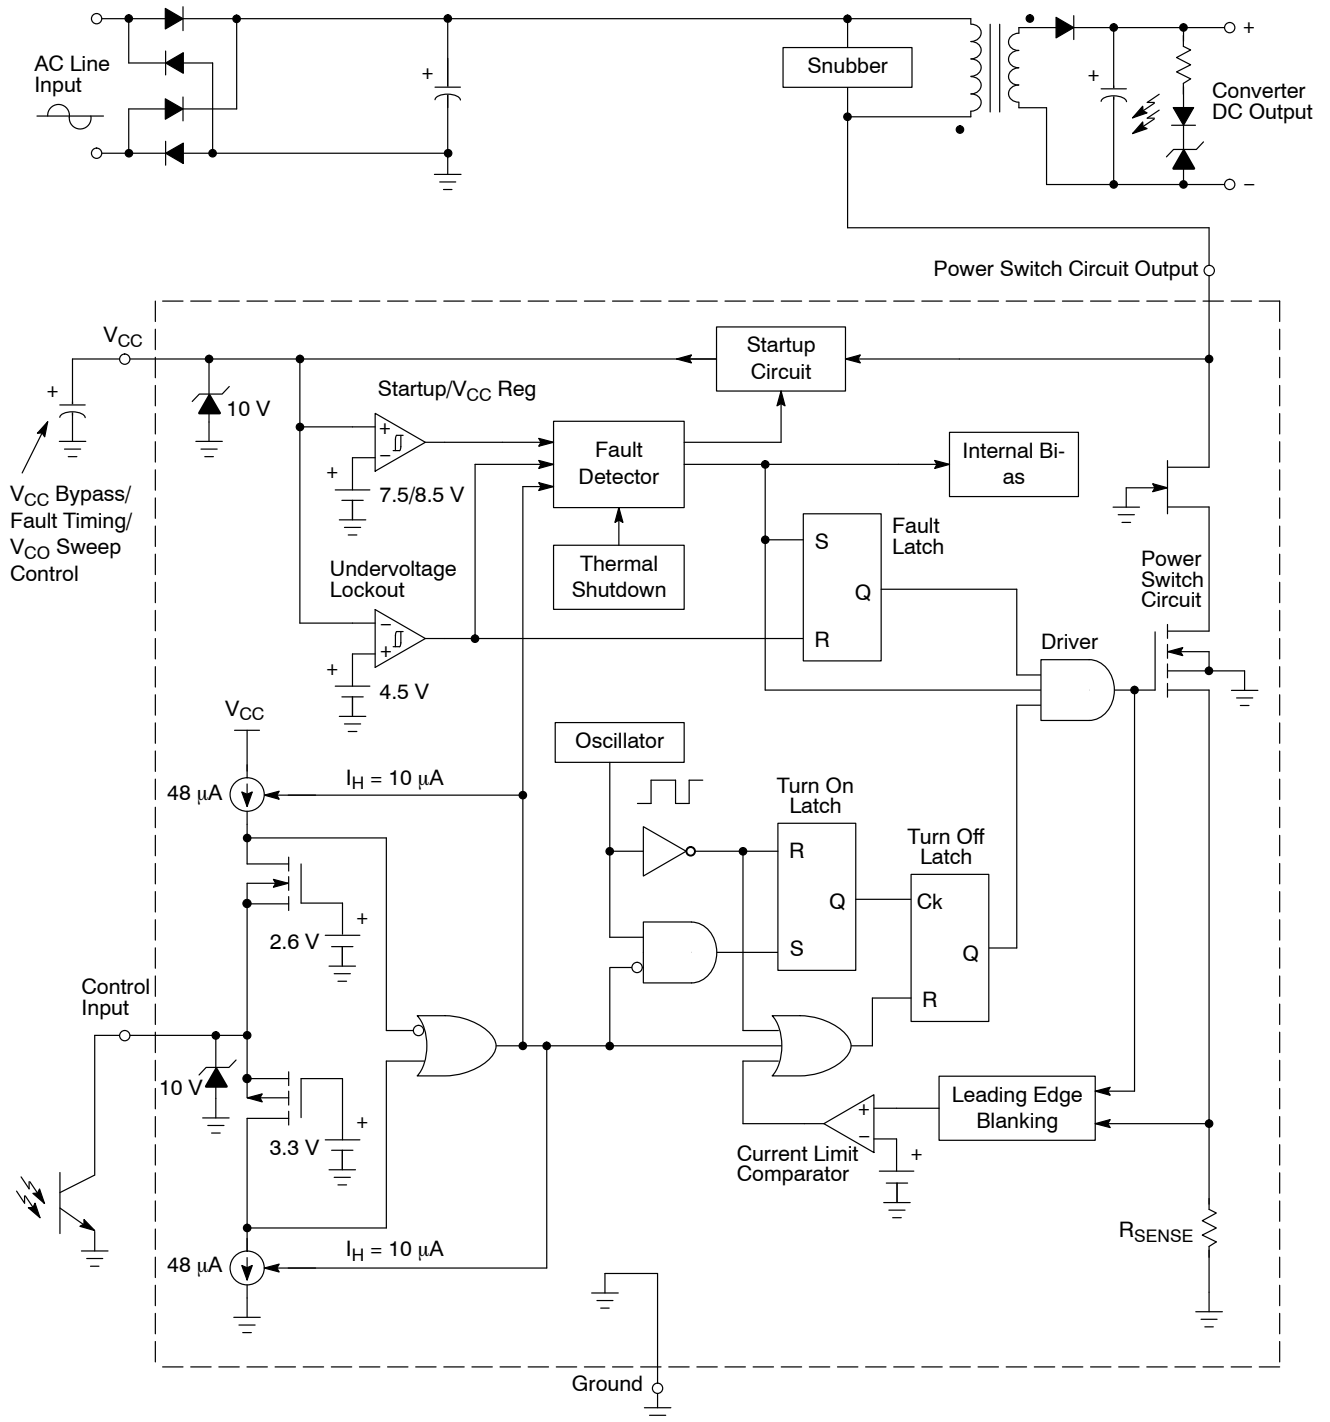 AC Line
Input
Snubber
+
+
+
−
Converter
DC Output
Power Switch Circuit Output
VCC
+
10 V
VCC Bypass/
Fault Timing/
VCO Sweep
Control
Startup
Circuit
Startup/VCC Reg
+
−
+
7.5/8.5 V
Fault
Detector
Internal Bi-
as
Thermal
Shutdown
Undervoltage
Lockout
−
+
+
4.5 V
Fault
Latch
S
Q
R
Power
Switch
Circuit
Driver
VCC
48 μA
IH = 10 μA
Oscillator
Turn On
Latch
R
Q
S
Turn Off
Latch
Ck
Q
R
2.6 V
+
Control
Input
10 V
3.3 V
+
48 μA
IH = 10 μA
Leading Edge
Blanking
+
−
+
Current Limit
Comparator
RSENSE
Ground